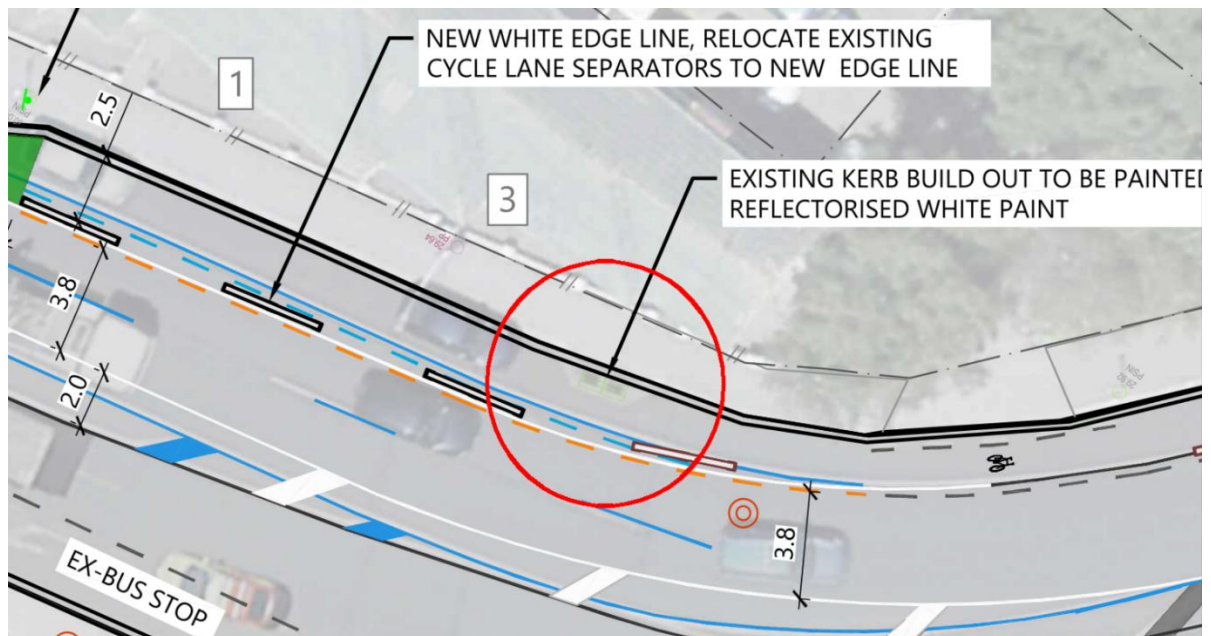 NEW WHITE EDGE LINE, RELOCATE EXISTING
CYCLE LANE SEPARATORS TO NEW EDGE LINE
1
2.5
3
EXISTING KERB BUILD OUT TO BE PAINTED
REFLECTORISED WHITE PAINT
3.8
2.0
3.8
EX-BUS STOP